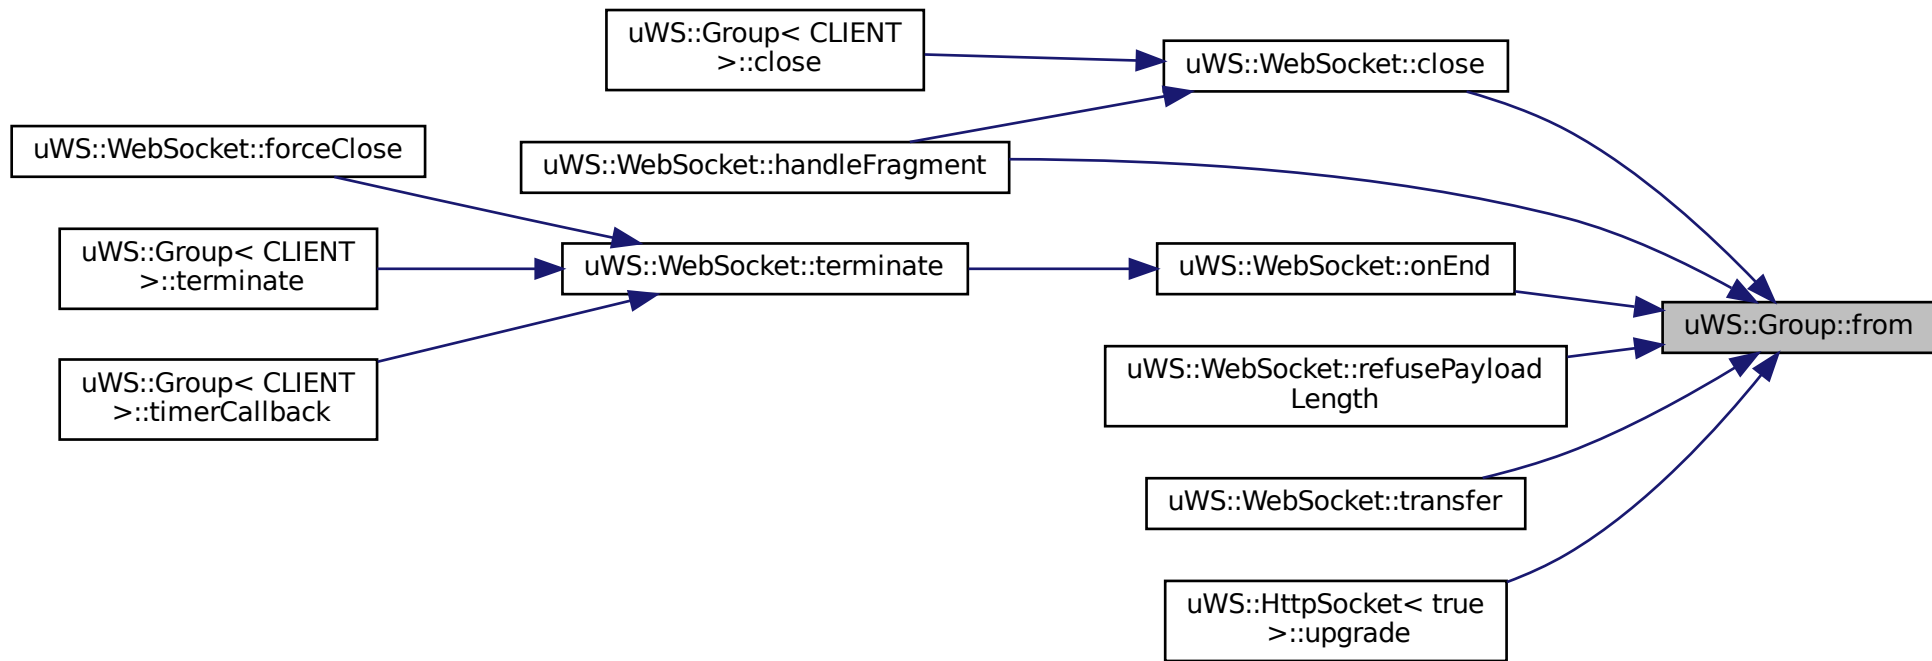 uWS::Group< CLIENT
>::close
uWS::WebSocket::close
uWS::WebSocket::forceClose
uWS::WebSocket::handleFragment
uWS::Group< CLIENT
>::terminate
uWS::WebSocket::terminate
uWS::WebSocket::onEnd
uWS::Group::from
uWS::Group< CLIENT
>::timerCallback
uWS::WebSocket::refusePayload
Length
uWS::WebSocket::transfer
uWS::HttpSocket< true
>::upgrade